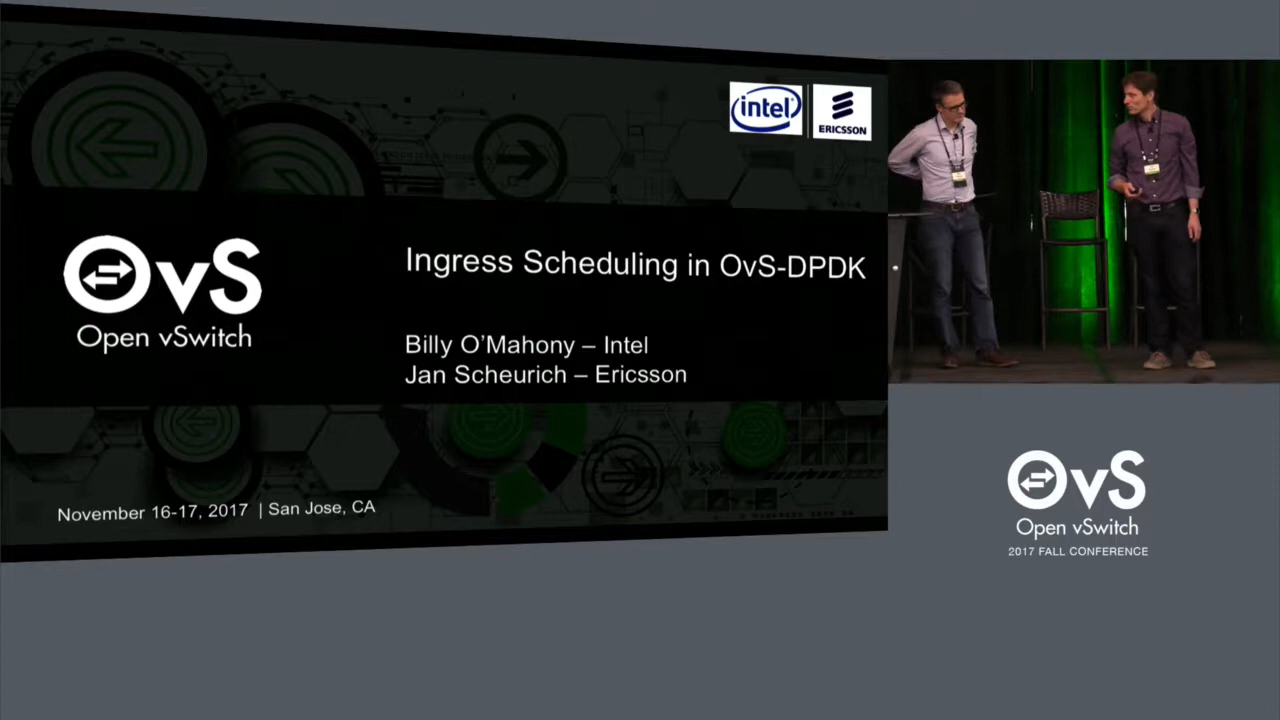 intel
ERICSSON
OvS
Open vSwitch
Ingress Scheduling in OvS-DPDK
Billy O'Mahony – Intel
Jan Scheurich – Ericsson
November 16-17, 2017 | San Jose, CA
OvS
Open vSwitch
2017 FALL CONFERENCE